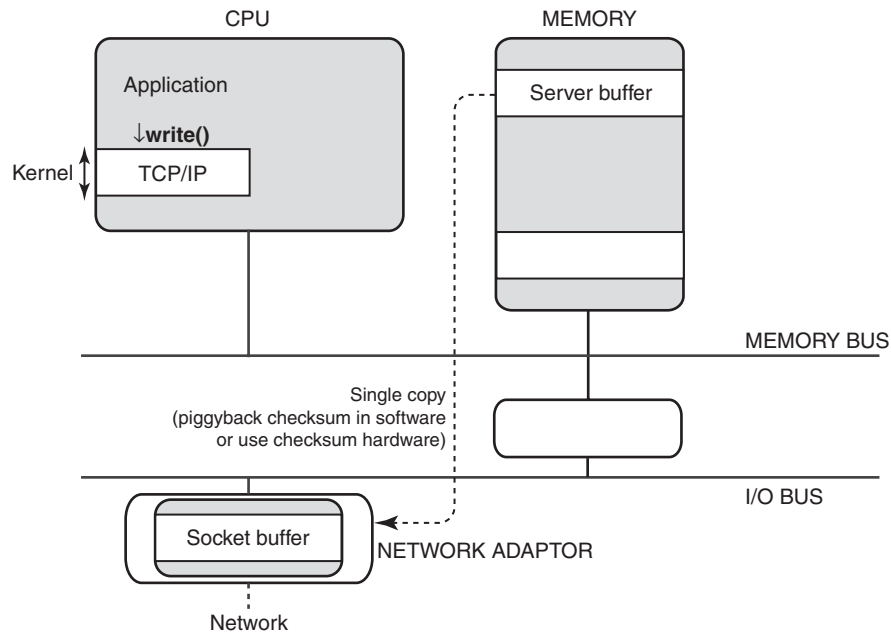 CPU
MEMORY
Application
↓write()
Kernel
TCP/IP
Server buffer
MEMORY BUS
Single copy
(piggyback checksum in software
or use checksum hardware)
I/O BUS
Socket buffer
NETWORK ADAPTOR
Network